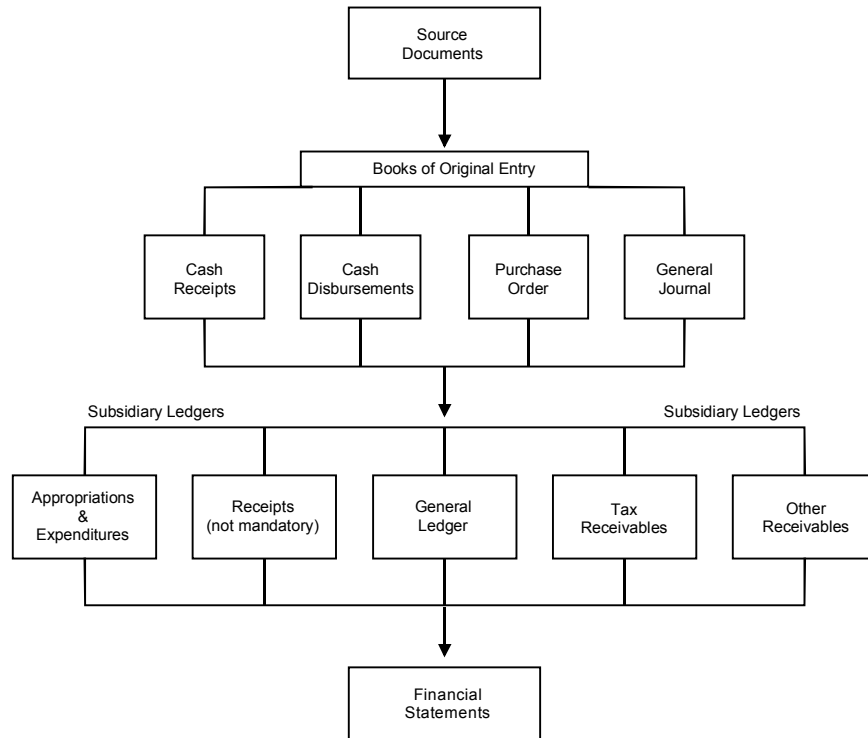 Source
Documents
Books of Original Entry
Cash
Receipts
Cash
Disbursements
Purchase
Order
General
Journal
Subsidiary Ledgers
Subsidiary Ledgers
Appropriations
&
Expenditures
Receipts
(not mandatory)
General
Ledger
Tax
Receivables
Other
Receivables
Financial
Statements